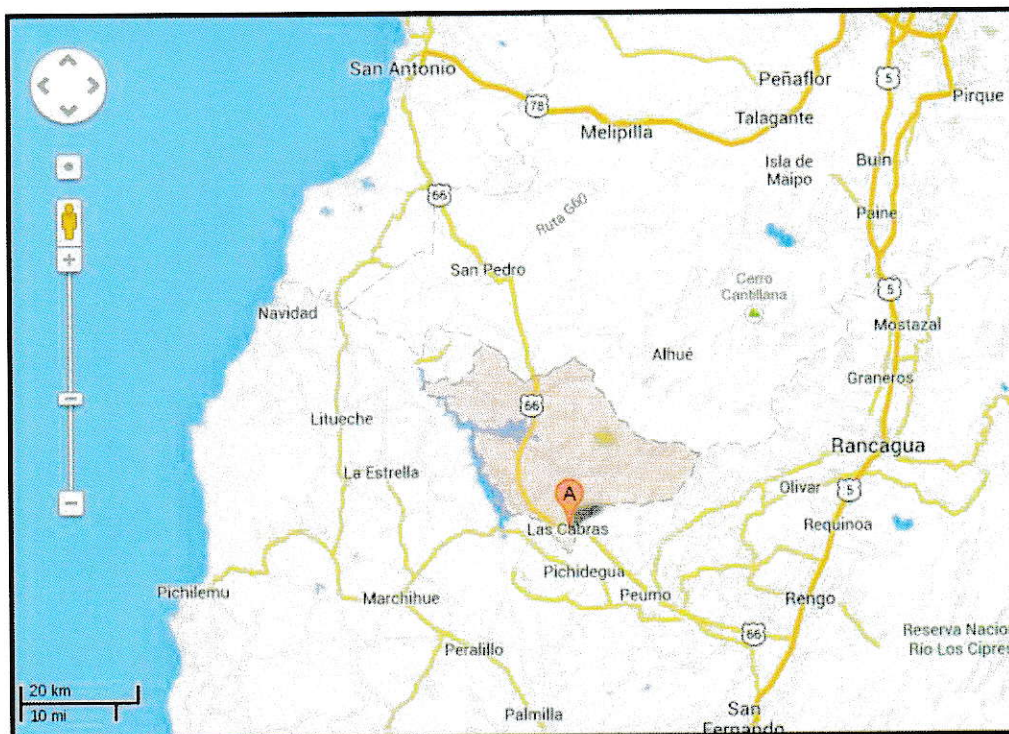 San Antonio
78
Melipilla
Peñaflor
Talagante
5
Pirque
Isla de
Maipo
Buin
Paine
66
Ruta G60
San Pedro
Navidad
Cerro
Cantillana
5
Mostazal
Alhué
Graneros
66
Litueche
La Estrella
Rancagua
Olivar
5
Requinoa
A
Las Cabras
Pichidegua
Peumo
Pichilemu
Marchihue
Rengo
66
Peralillo
Reserva Nacion
Río Los Cipres
20 km
10 mi
Palmilla
San
Fernando